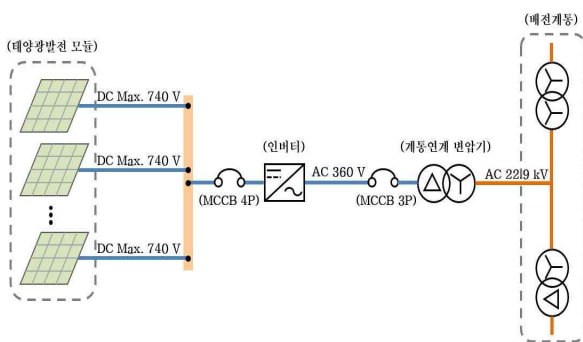 (배전계통)
(태양광발전 모듈)
DC Max. 740 V
DC Max. 740 V
DC Max. 740 V
(MCCB 4P)
(인버터)
AC 360 V
(MCCB 3P)
(계통연계 변압기)
AC 22l9 kV